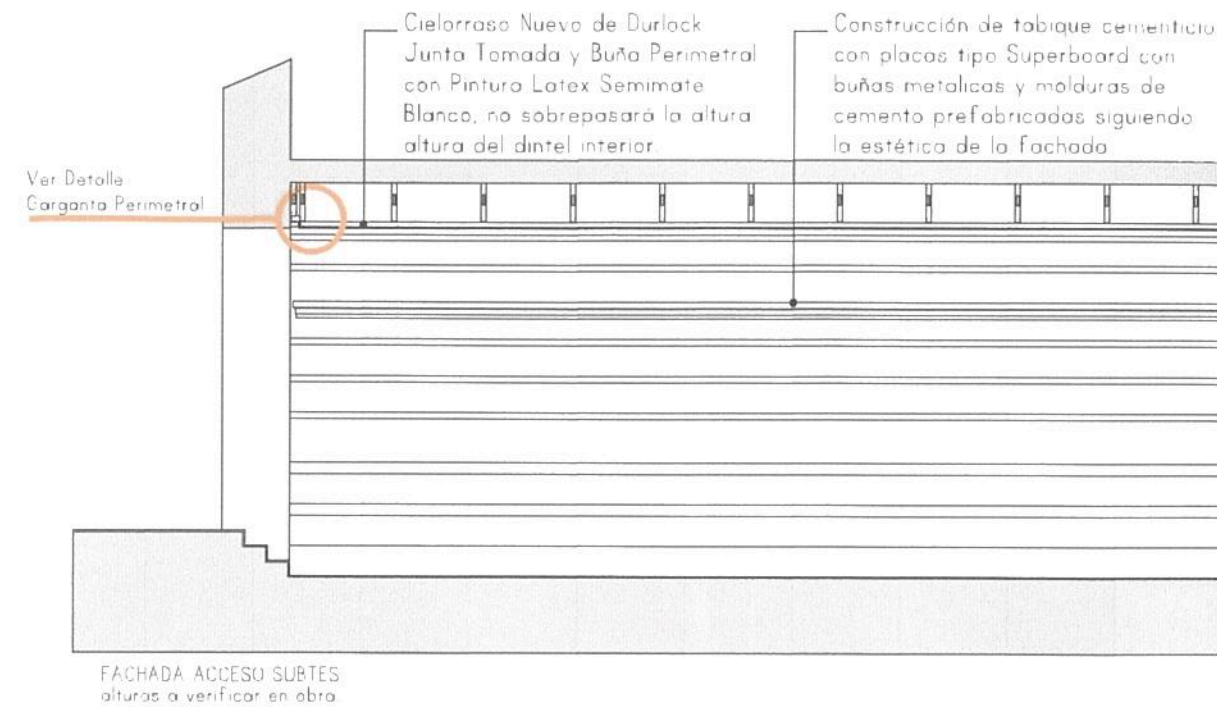 Cielorraso Nuevo de Durlock
Junta Tomada y Buña Perimetral
con Pintura Latex Semimate
Blanco, no sobrepasará la altura
altura del dintel interior.
Construcción de tabique cementicio
con placas tipo Superboard con
buñas metalicas y molduras de
cemento prefabricadas siguiendo
la estética de la fachada
Ver Detalle
Garganta Perimetral
FACHADA ACCESO SUBTES
alturas a verificar en obra.